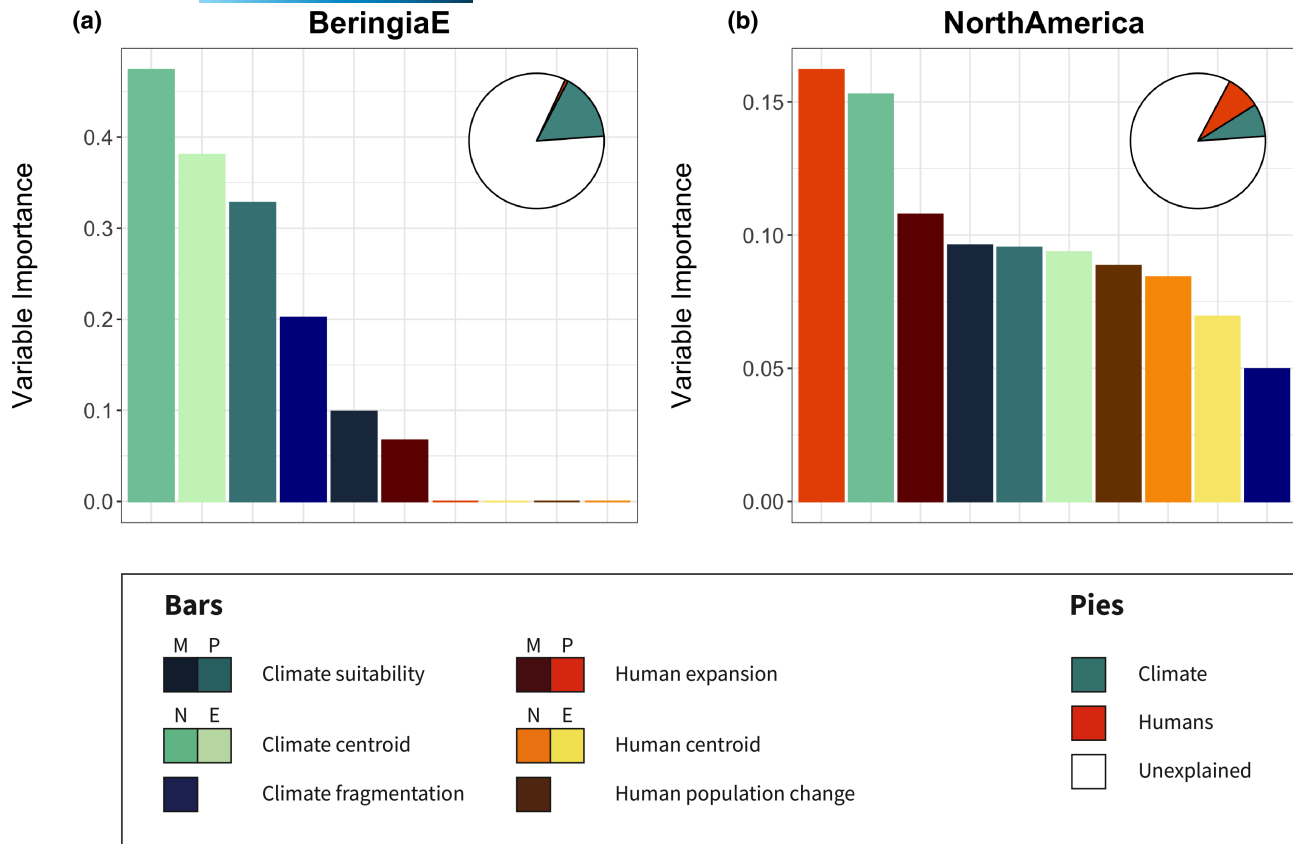 (a) BeringiaE
Variable Importance
0.4
0.3
0.2
0.1
0.0
(b) NorthAmerica
Variable Importance
0.15
0.10
0.05
0.00
Bars
M P
Climate suitability
N E
Climate centroid
Climate fragmentation
M P
Human expansion
N E
Human centroid
Human population change
Pies
Climate
Humans
Unexplained